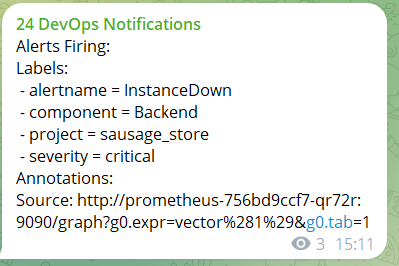 24 DevOps Notifications
Alerts Firing:
Labels:
- alertname = InstanceDown
- component = Backend
- project = sausage_store
- severity = critical
Annotations:
Source: http://prometheus-756bd9ccf7-qr72r:
9090/graph?g0.expr=vector%281%29&g0.tab=1
3 15:11